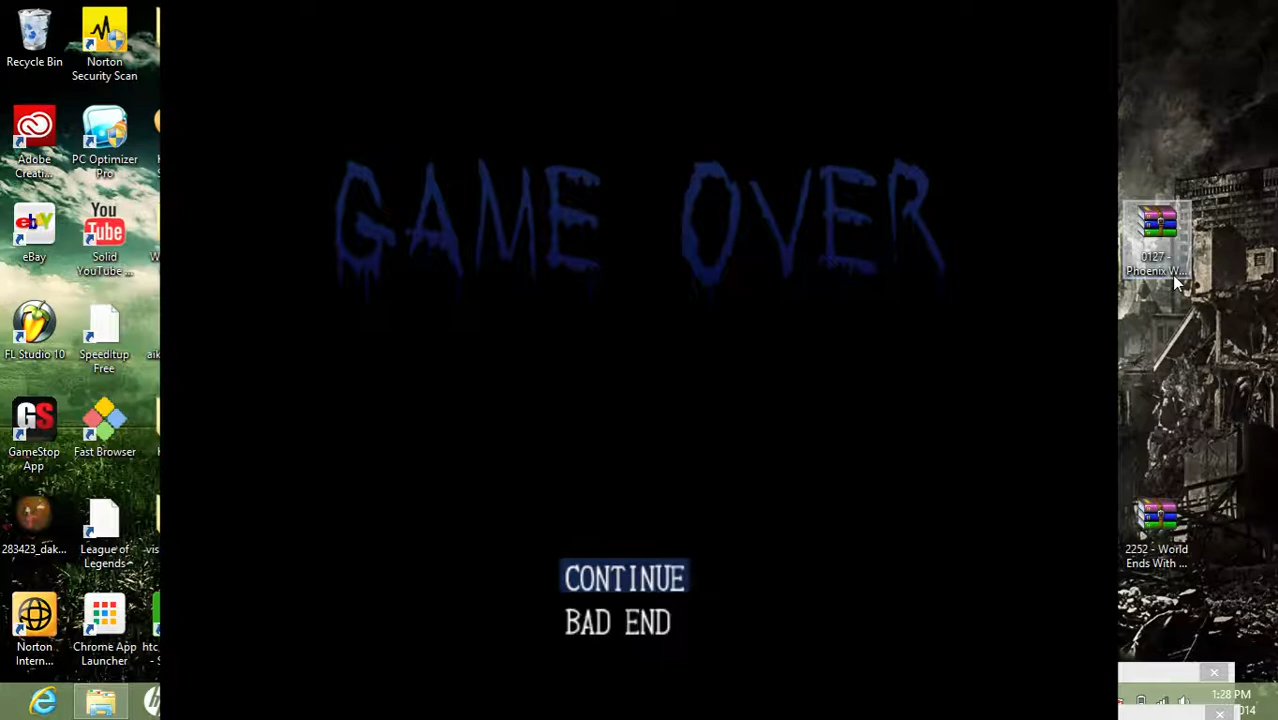 Recycle Bin
Norton
Security Scan
Adobe
Creati...
PC Optimizer
Pro
eBay
You
Tube
Solid
YouTube ...
FL Studio 10
SpeedItup
Free
GS
GameStop
App
Fast Browser
283423_dak...
League of
Legends
Norton
Intern...
Chrome App
Launcher
GAME OVER
CONTINUE
BAD END
0127 -
Phoenix W...
2252 - World
Ends With ...
1:28 PM